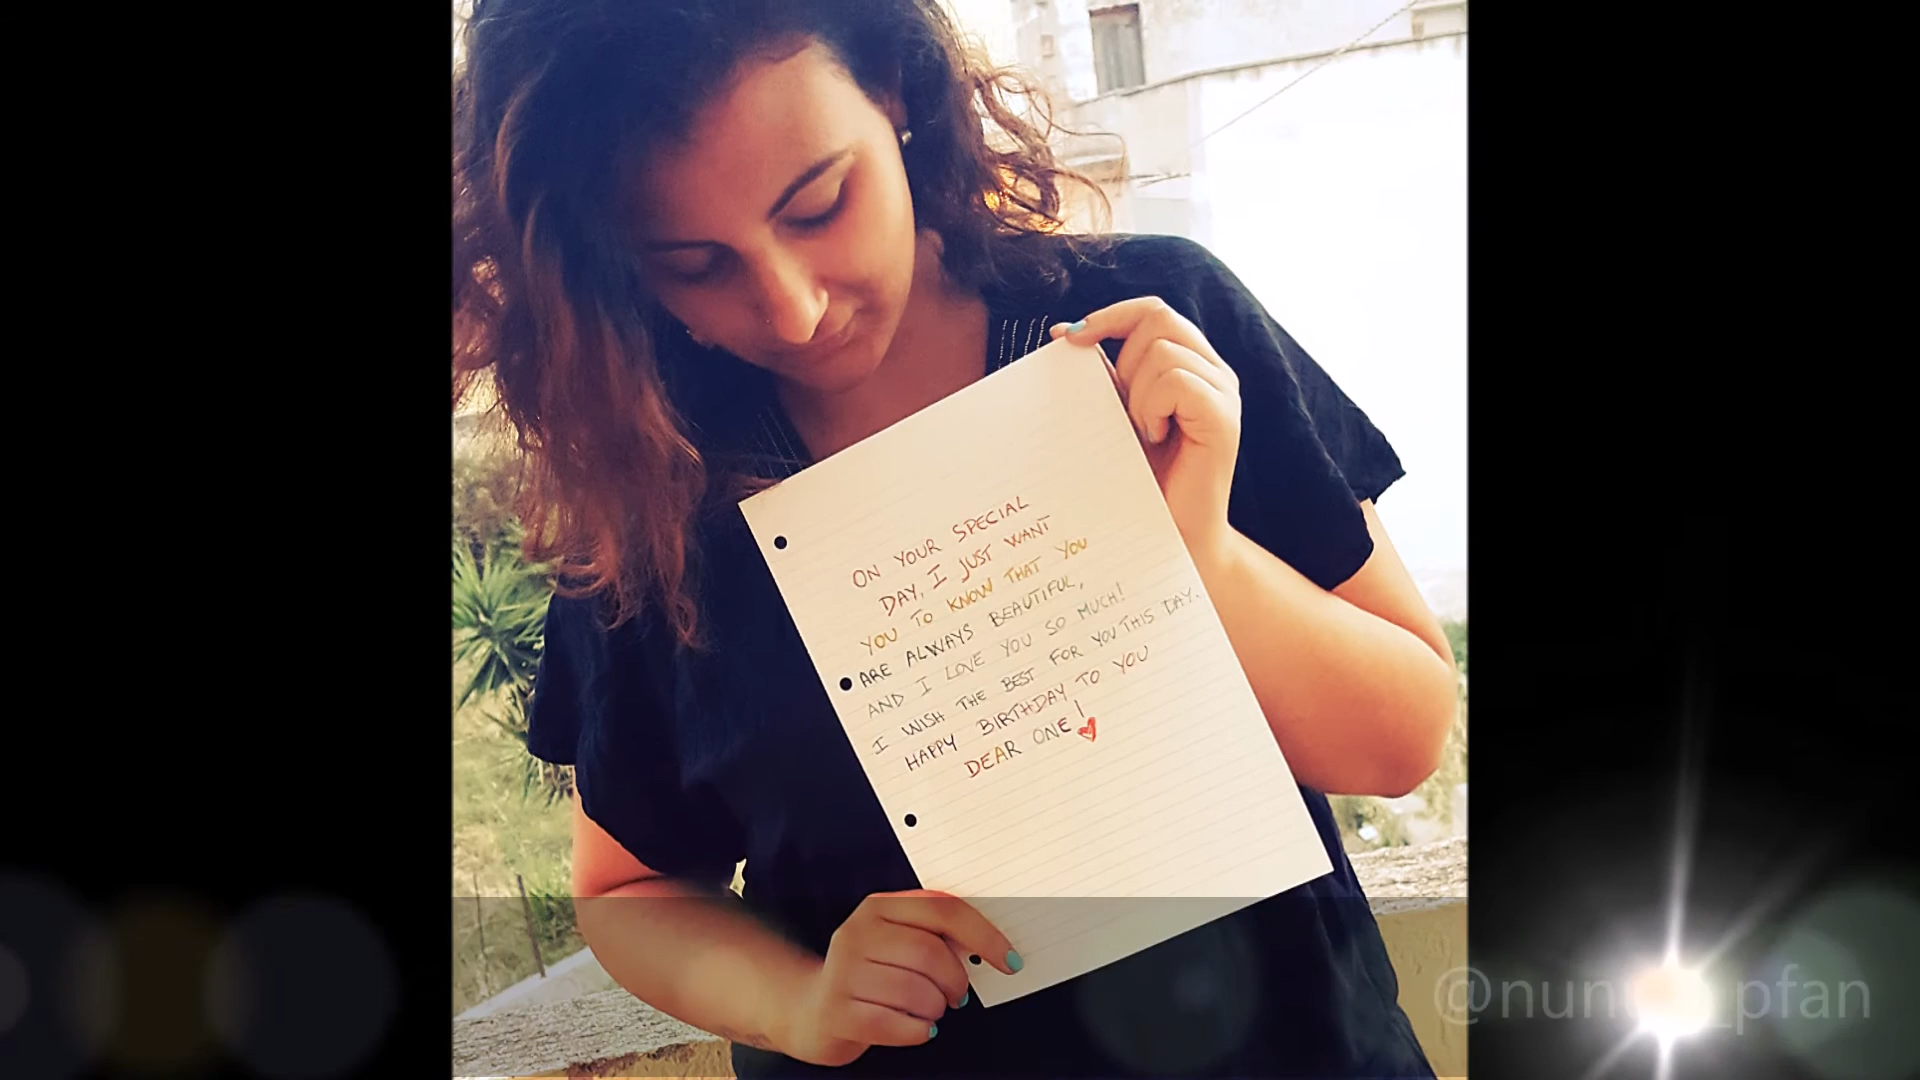 ON YOUR SPECIAL
DAY, I JUST WANT
YOU TO KNOW THAT YOU
ARE ALWAYS BEAUTIFUL,
AND I LOVE YOU SO MUCH!
I WISH THE BEST FOR YOU THIS DAY.
HAPPY BIRTHDAY TO YOU
DEAR ONE!